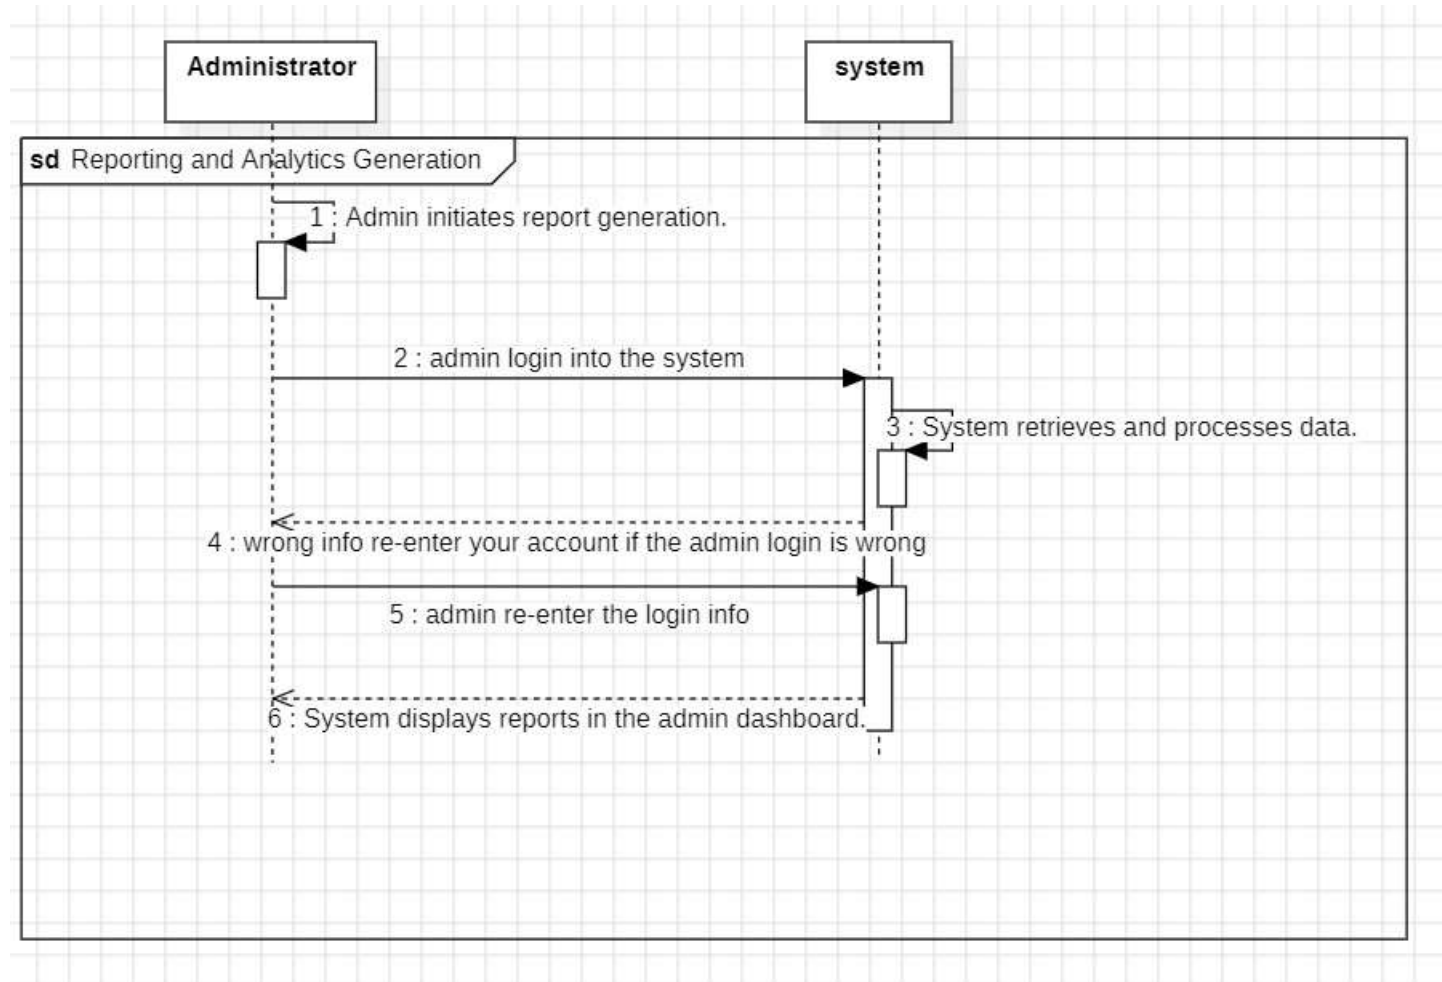 Administrator
system
sd Reporting and Analytics Generation
1 : Admin initiates report generation.
2 : admin login into the system
3 : System retrieves and processes data.
4 : wrong info re-enter your account if the admin login is wrong
5 : admin re-enter the login info
6 : System displays reports in the admin dashboard.